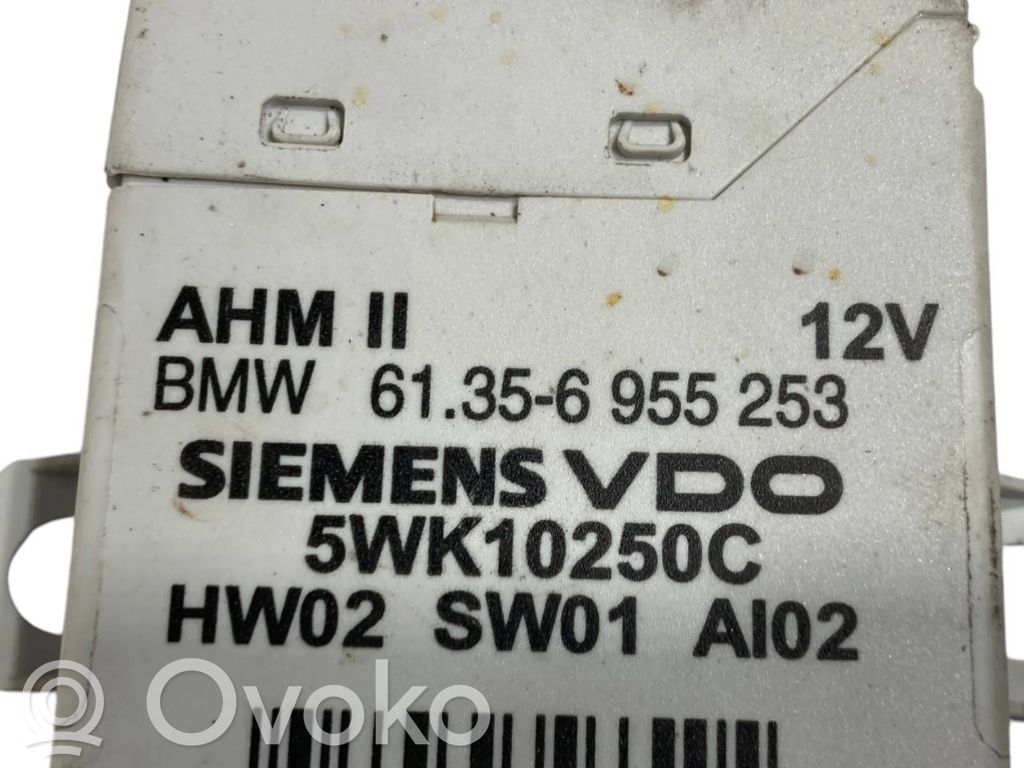 AHM II 12V
BMW 61.35-6 955 253
SIEMENS VDO
5WK10250C
HW02 SW01 AI02
Ovoko